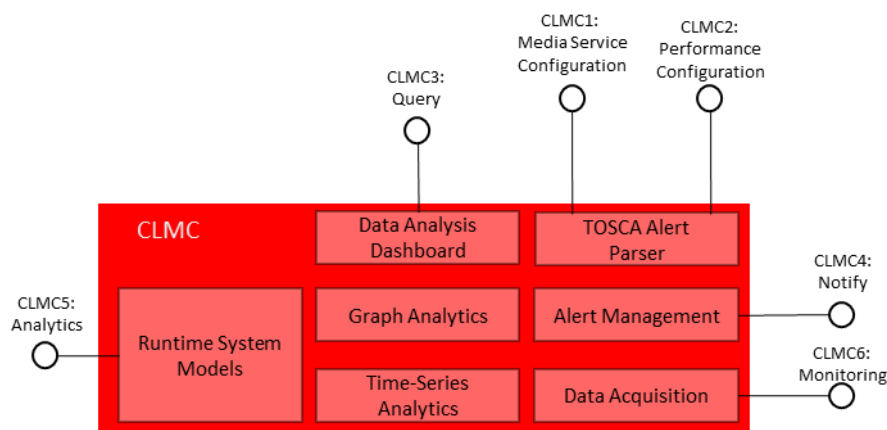 CLMC1:
Media Service
Configuration
CLMC2:
Performance
Configuration
CLMC3:
Query
CLMC
Data Analysis
Dashboard
TOSCA Alert
Parser
CLMC4:
Notify
CLMC5:
Analytics
Runtime System
Models
Graph Analytics
Alert Management
CLMC6:
Monitoring
Time-Series
Analytics
Data Acquisition